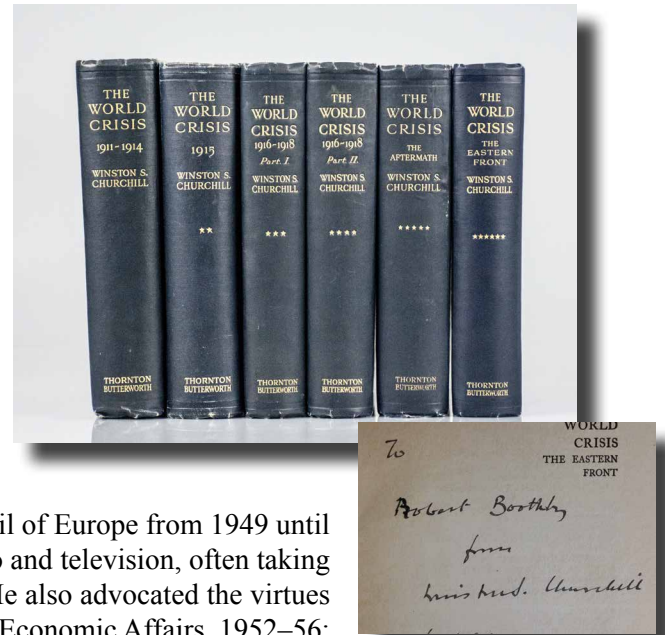 THE
WORLD
CRISIS
1911-1914
WINSTON S.
CHURCHILL
THORNTON
BUTTERWORTH
THE
WORLD
CRISIS
1915
WINSTON S.
CHURCHILL
**
THORNTON
BUTTERWORTH
THE
WORLD
CRISIS
1916-1918
Part I.
WINSTON S.
CHURCHILL
***
THORNTON
BUTTERWORTH
THE
WORLD
CRISIS
1916-1918
Part II.
WINSTON S.
CHURCHILL
****
THORNTON
BUTTERWORTH
THE
WORLD
CRISIS
THE
AFTERMATH
WINSTON S.
CHURCHILL
*****
THORNTON
BUTTERWORTH
THE
WORLD
CRISIS
THE
EASTERN
FRONT
WINSTON S.
CHURCHILL
******
THORNTON
BUTTERWORTH
WORLD
CRISIS
THE EASTERN
FRONT
To
Robert Boothby
from
Winston S. Churchill
il of Europe from 1949 until
o and television, often taking
He also advocated the virtues
Economic Affairs, 1952–56;